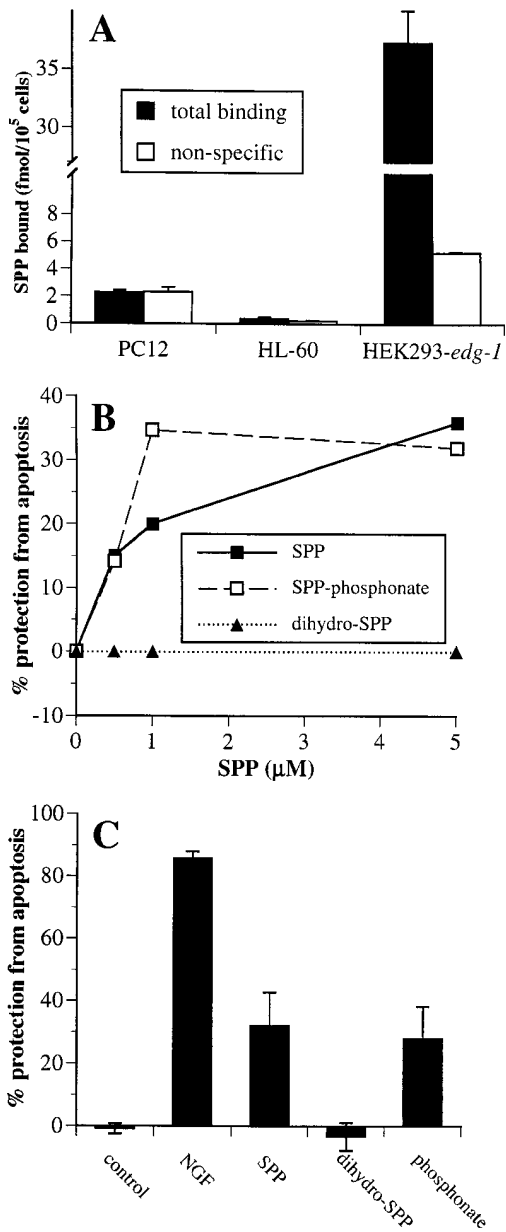 A
SPP bound (fmol/10⁵ cells)
35
30
8
6
4
2
0
total binding
non-specific
PC12
HL-60
HEK293-edg-1
B
% protection from apoptosis
40
30
20
10
0
-10
SPP
SPP-phosphonate
dihydro-SPP
0
1
2
3
4
5
SPP (μM)
C
% protection from apoptosis
100
80
60
40
20
0
control
NGF
SPP
dihydro-SPP
phosphonate